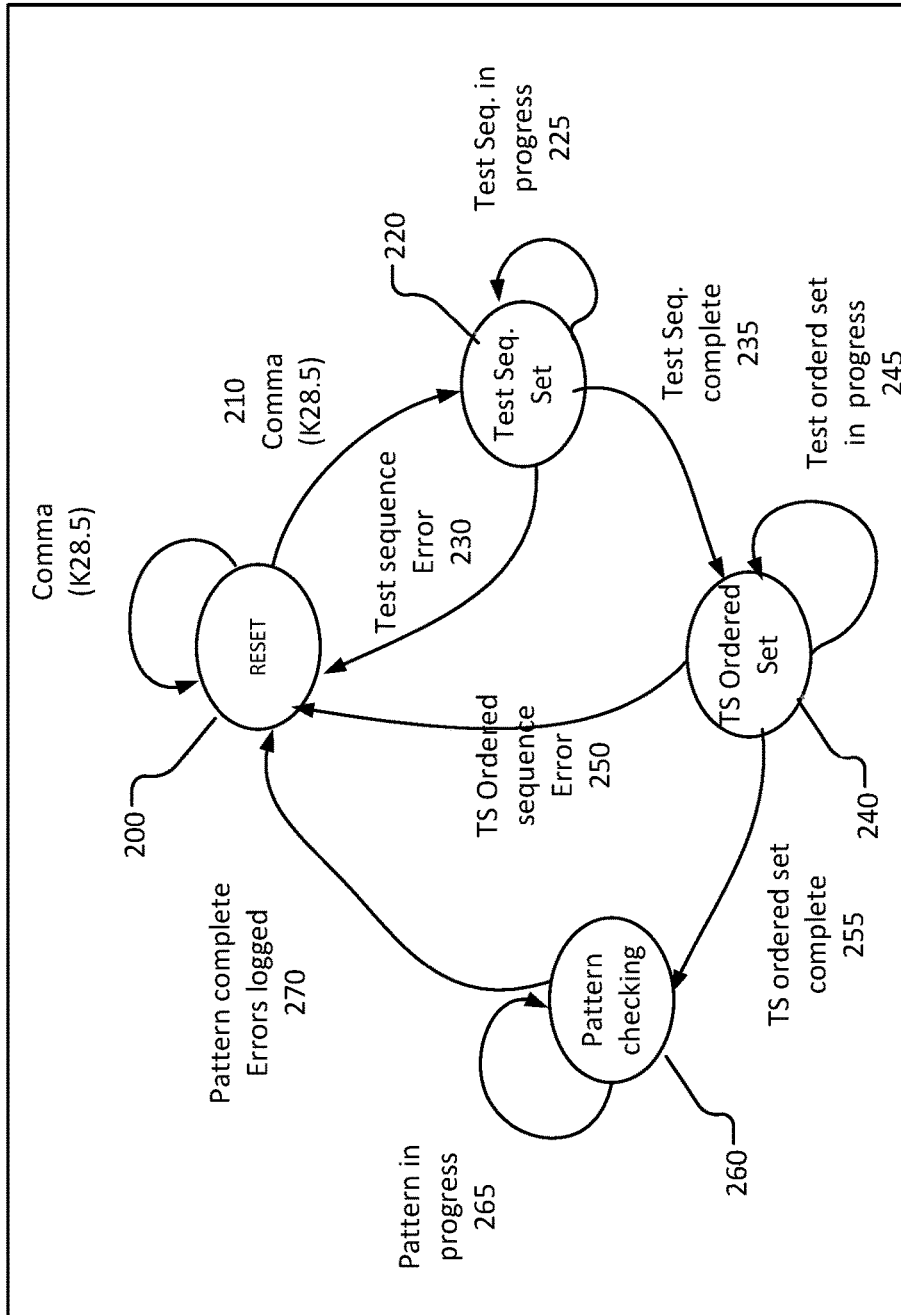 Comma
(K28.5)
200
RESET
210
Comma
(K28.5)
Pattern complete
Errors logged
270
Test sequence
Error
230
220
Test Seq.
Set
Test Seq. in
progress
225
Pattern in
progress
265
Pattern
checking
260
TS Ordered
sequence
Error
250
Test Seq.
complete
235
TS Ordered
Set
240
TS ordered set
complete
255
Test orderd set
in progress
245